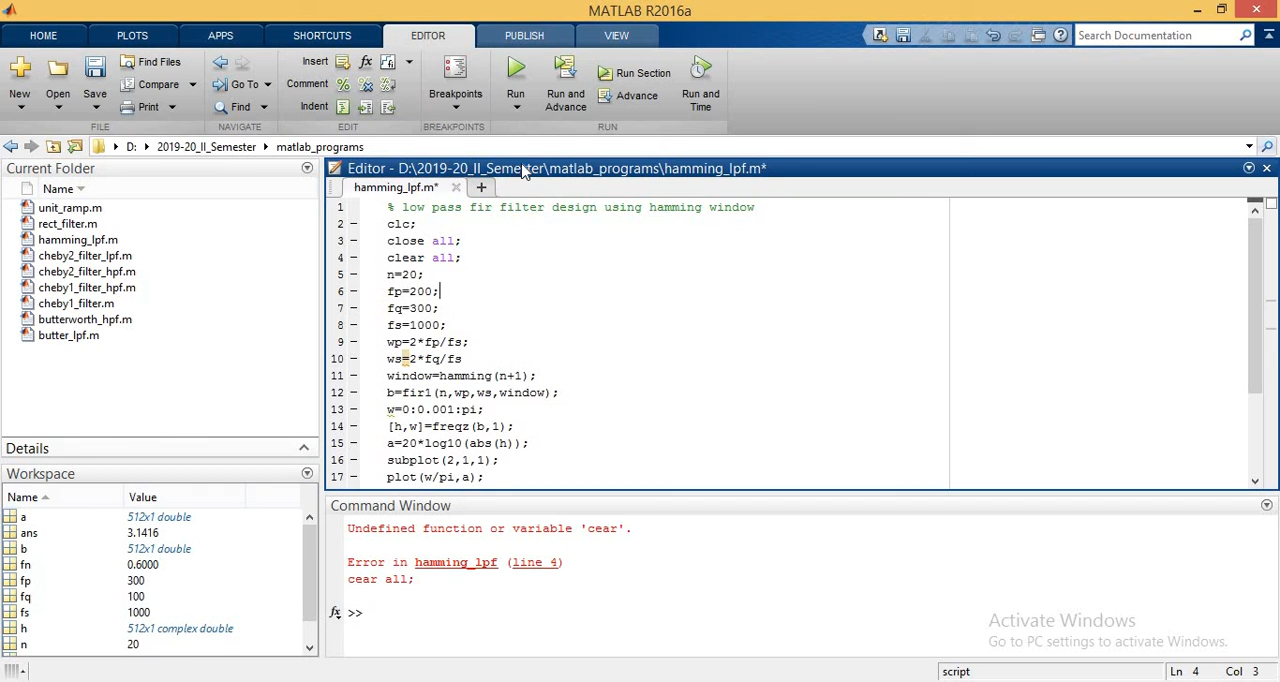 MATLAB R2016a
HOME PLOTS APPS SHORTCUTS EDITOR PUBLISH VIEW Search Documentation
New Open Save Find Files Compare Print Go To Find Insert fx Comment Indent Breakpoints Run Run and Advance Run Section Advance Run and Time
FILE NAVIGATE EDIT BREAKPOINTS RUN
D: 2019-20_II_Semester matlab_programs
Current Folder
Name
unit_ramp.m
rect_filter.m
hamming_lpf.m
cheby2_filter_lpf.m
cheby2_filter_hpf.m
cheby1_filter_hpf.m
cheby1_filter.m
butterworth_hpf.m
butter_lpf.m
Details
Workspace
Name Value
a 512x1 double
ans 3.1416
b 512x1 double
fn 0.6000
fp 300
fq 100
fs 1000
h 512x1 complex double
n 20
Editor - D:\2019-20_II_Semester\matlab_programs\hamming_lpf.m*
hamming_lpf.m*
1 % low pass fir filter design using hamming window
2 – clc;
3 – close all;
4 – clear all;
5 – n=20;
6 – fp=200;
7 – fq=300;
8 – fs=1000;
9 – wp=2*fp/fs;
10 – ws=2*fq/fs
11 – window=hamming(n+1);
12 – b=fir1(n,wp,ws,window);
13 – w=0:0.001:pi;
14 – [h,w]=freqz(b,1);
15 – a=20*log10(abs(h));
16 – subplot(2,1,1);
17 – plot(w/pi,a);
Command Window
Undefined function or variable 'cear'.
Error in hamming_lpf (line 4)
cear all;
fx >>
Activate Windows
Go to PC settings to activate Windows.
script Ln 4 Col 3